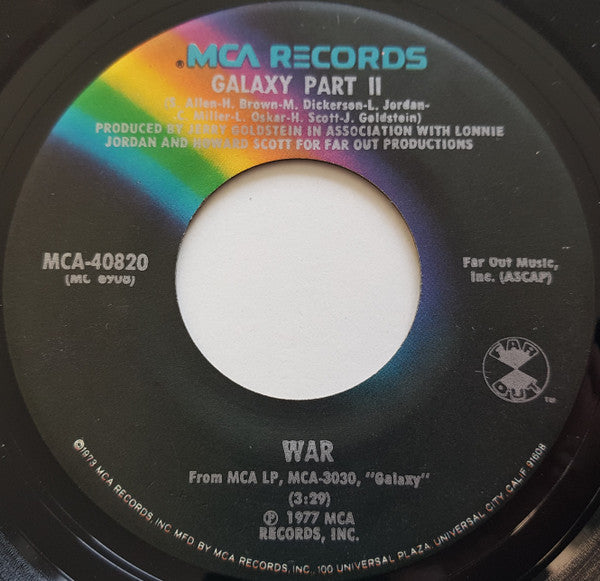 MCA RECORDS
GALAXY PART II
(S. Allen-H. Brown-M. Dickerson-L. Jordan-
C. Miller-L. Oskar-H. Scott-J. Goldstein)
PRODUCED BY JERRY GOLDSTEIN IN ASSOCIATION WITH LONNIE
JORDAN AND HOWARD SCOTT FOR FAR OUT PRODUCTIONS
MCA-40820
Far Out Music,
Inc. (ASCAP)
FAR
OUT
TM
WAR
From MCA LP, MCA-3030, "Galaxy"
(3:29)
℗ 1977 MCA
RECORDS, INC.
©1973 MCA RECORDS, INC MFD BY MCA RECORDS, INC., 100 UNIVERSAL PLAZA UNIVERSAL CITY, CALIF 91608